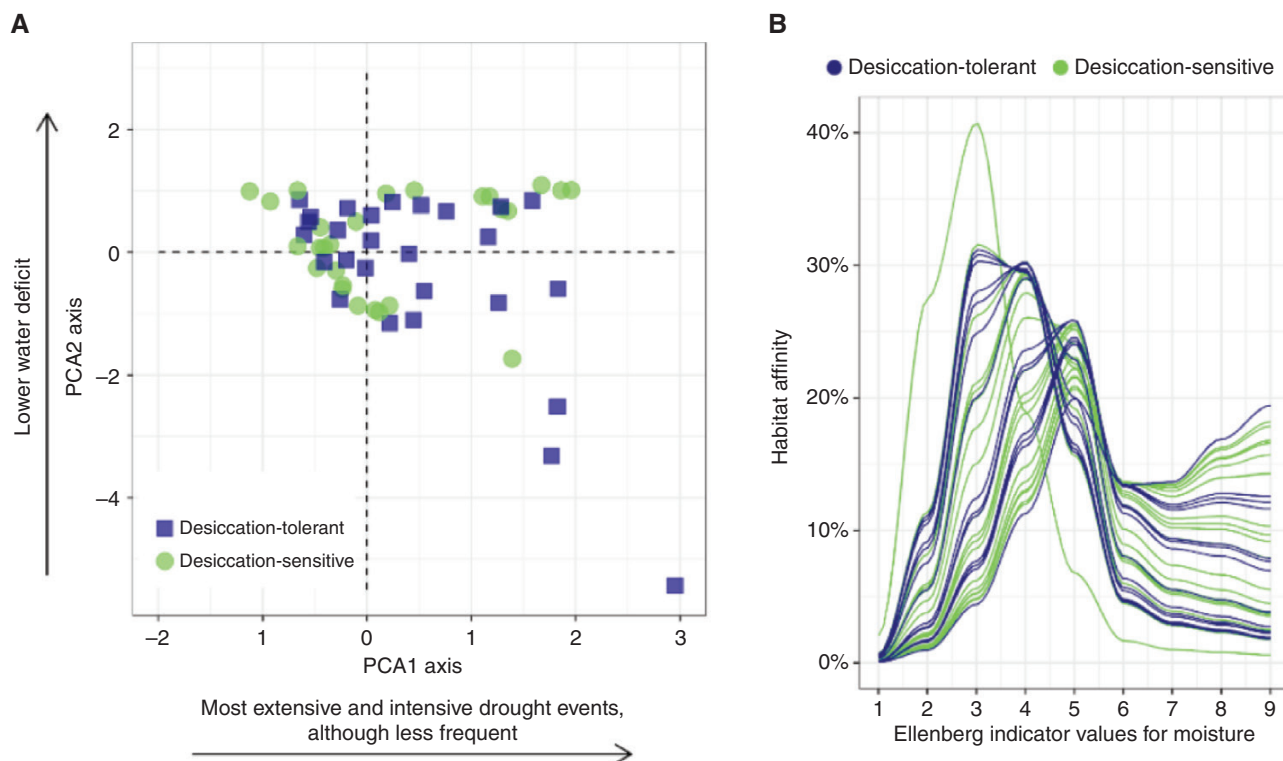 A
Lower water deficit
PCA2 axis
2
0
–2
–4
Desiccation-tolerant
Desiccation-sensitive
–2
1
0
1
2
3
PCA1 axis
Most extensive and intensive drought events,
although less frequent
B
Desiccation-tolerant Desiccation-sensitive
Habitat affinity
40%
30%
20%
10%
0%
1 2 3 4 5 6 7 8 9
Ellenberg indicator values for moisture